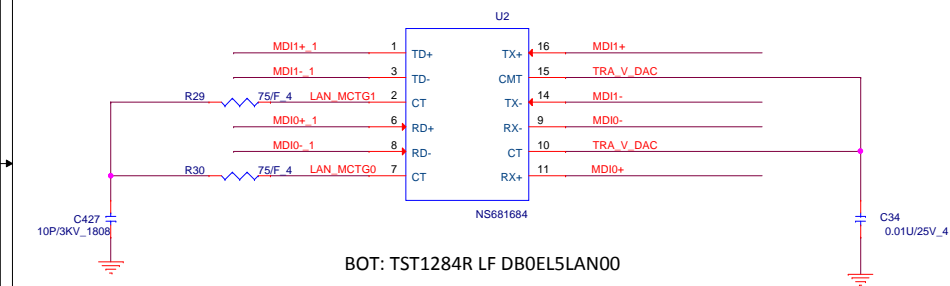 U2
MDI1+_1 1 TD+ TX+ 16 MDI1+
MDI1-_1 3 TD- CMT 15 TRA_V_DAC
R29 75/F_4 LAN_MCTG1 2 CT TX- 14 MDI1-
MDI0+_1 6 RD+ RX- 9 MDI0-
MDI0-_1 8 RD- CT 10 TRA_V_DAC
R30 75/F_4 LAN_MCTG0 7 CT RX+ 11 MDI0+
NS681684
C427
10P/3KV_1808
C34
0.01U/25V_4
BOT: TST1284R LF DB0EL5LAN00